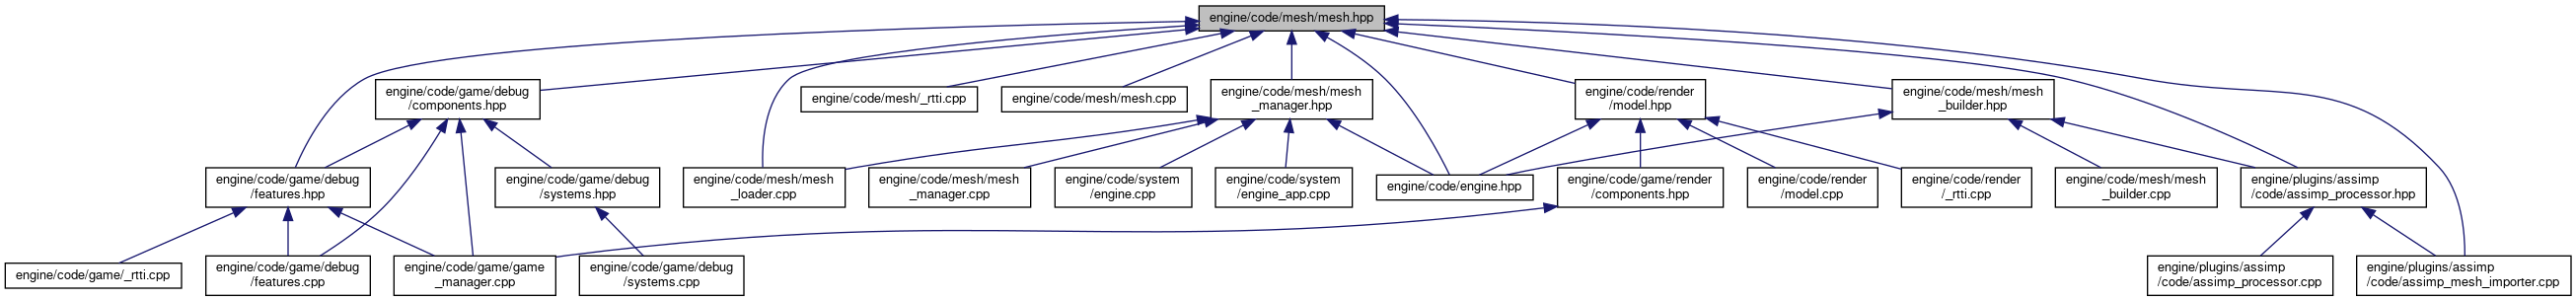 engine/code/mesh/mesh.hpp
engine/code/game/debug
/components.hpp
engine/code/mesh/_rtti.cpp
engine/code/mesh/mesh.cpp
engine/code/mesh/mesh
_manager.hpp
engine/code/render
/model.hpp
engine/code/mesh/mesh
_builder.hpp
engine/code/game/debug
/features.hpp
engine/code/game/debug
/systems.hpp
engine/code/mesh/mesh
_loader.cpp
engine/code/mesh/mesh
_manager.cpp
engine/code/system
/engine.cpp
engine/code/system
/engine_app.cpp
engine/code/engine.hpp
engine/code/game/render
/components.hpp
engine/code/render
/model.cpp
engine/code/render
/_rtti.cpp
engine/code/mesh/mesh
_builder.cpp
engine/plugins/assimp
/code/assimp_processor.hpp
engine/code/game/_rtti.cpp
engine/code/game/debug
/features.cpp
engine/code/game/game
_manager.cpp
engine/code/game/debug
/systems.cpp
engine/plugins/assimp
/code/assimp_processor.cpp
engine/plugins/assimp
/code/assimp_mesh_importer.cpp